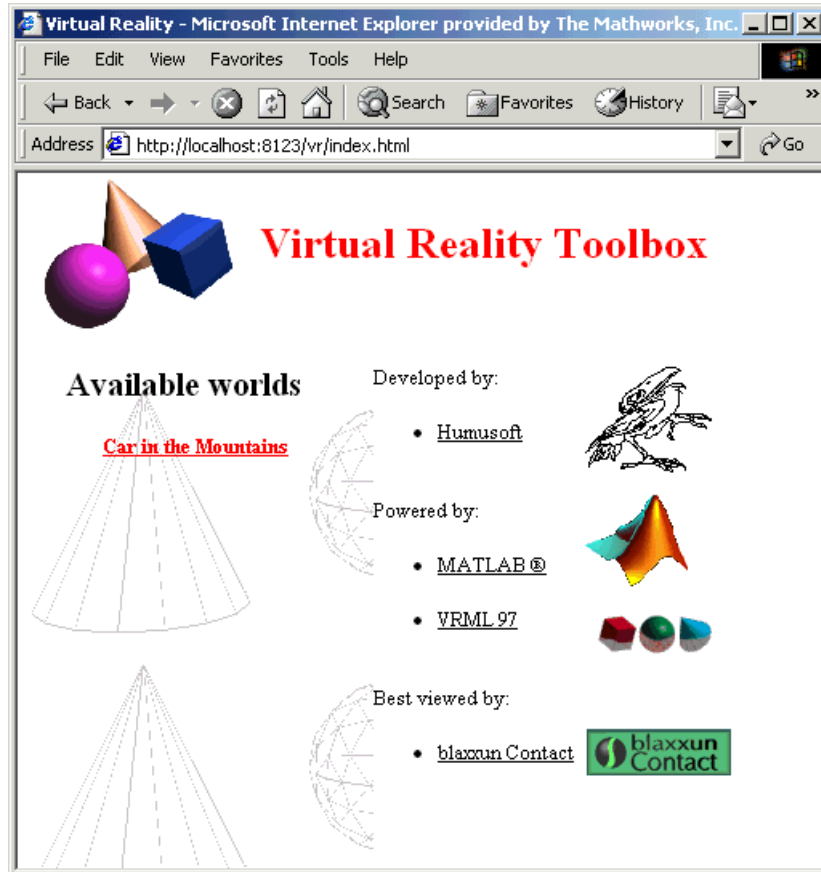 Virtual Reality - Microsoft Internet Explorer provided by The Mathworks, Inc.
File Edit View Favorites Tools Help
Back Search Favorites History »
Address http://localhost:8123/vr/index.html Go
Virtual Reality Toolbox
Available worlds
Car in the Mountains
Developed by:
• Humusoft
Powered by:
• MATLAB ®
• VRML 97
Best viewed by:
• blaxxun Contact
blaxxun
Contact